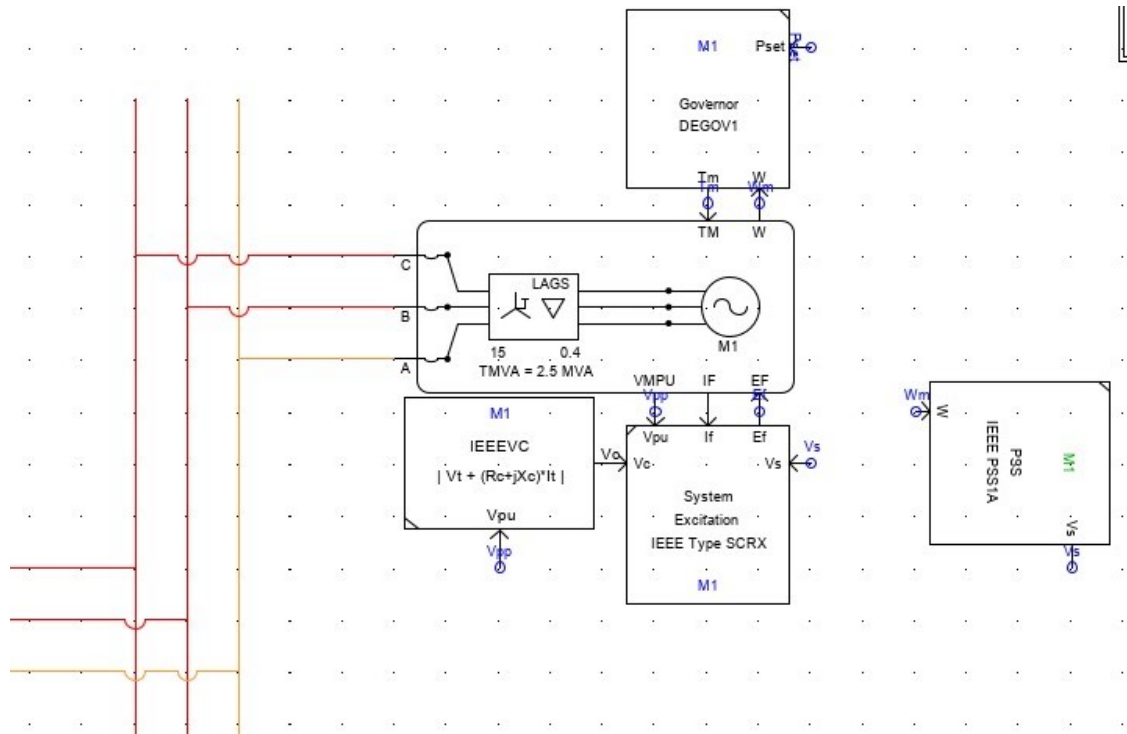 M1
Pset
Pset
Governor
DEGOV1
Tm
W
Tm
Wm
TM
W
C
B
A
LAGS
15
0.4
TMVA = 2.5 MVA
M1
VMPU
IF
EF
Vpp
Ef
Vpu
If
Ef
M1
IEEEVC
| Vt + (Rc+jXc)*It |
Vpu
Vpp
Vc
Vc
Vs
Vs
System
Excitation
IEEE Type SCRX
M1
Wm
W
PSS
IEEE PSS1A
M1
Vs
Vs